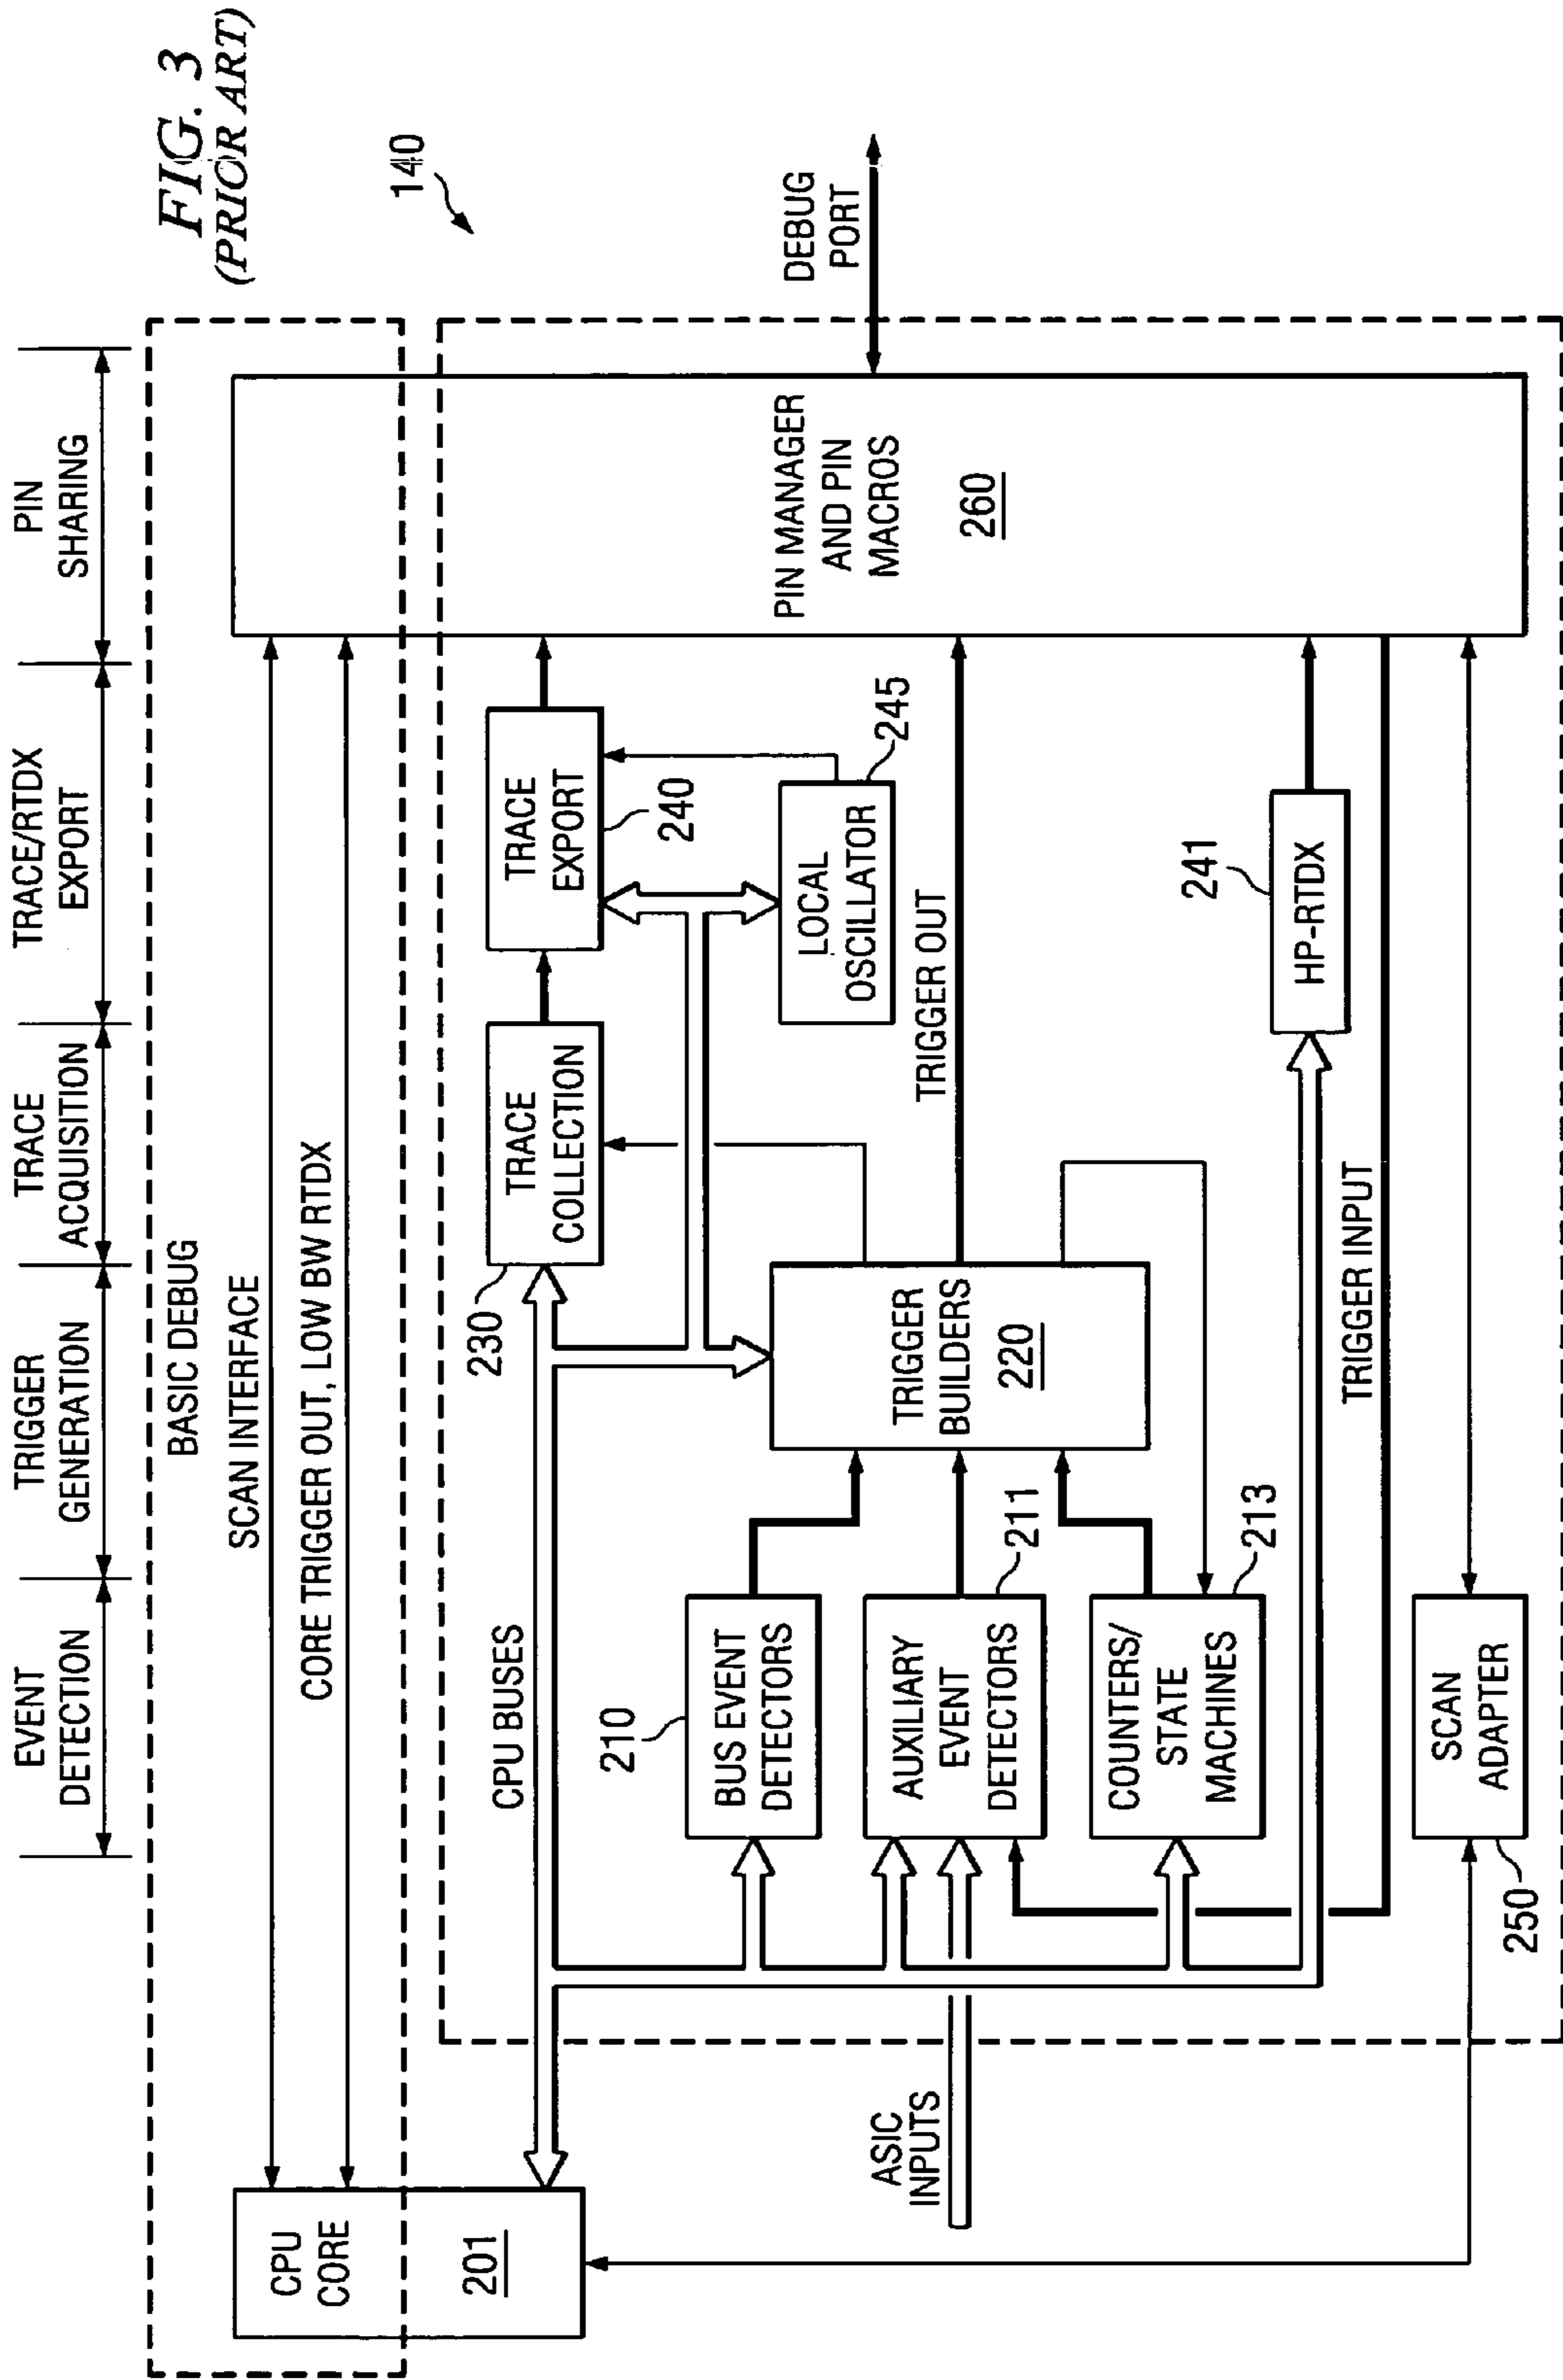 FIG. 3
(PRIOR ART)
140
EVENT
DETECTION
TRIGGER
GENERATION
TRACE
ACQUISITION
TRACE/RTDX
EXPORT
PIN
SHARING
BASIC DEBUG
SCAN INTERFACE
CORE TRIGGER OUT, LOW BW RTDX
CPU
CORE
201
CPU BUSES
230
TRACE
COLLECTION
TRACE
EXPORT
240
LOCAL
OSCILLATOR
245
210
BUS EVENT
DETECTORS
AUXILIARY
EVENT
DETECTORS
211
COUNTERS/
STATE
MACHINES
213
TRIGGER
BUILDERS
220
TRIGGER OUT
ASIC
INPUTS
241
HP-RTDX
TRIGGER INPUT
SCAN
ADAPTER
250
PIN MANAGER
AND PIN
MACROS
260
DEBUG
PORT